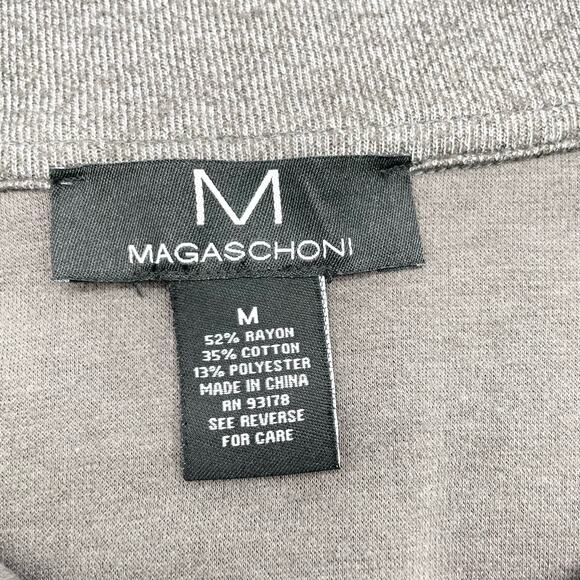 M
MAGASCHONI
M
52% RAYON
35% COTTON
13% POLYESTER
MADE IN CHINA
RN 93178
SEE REVERSE
FOR CARE